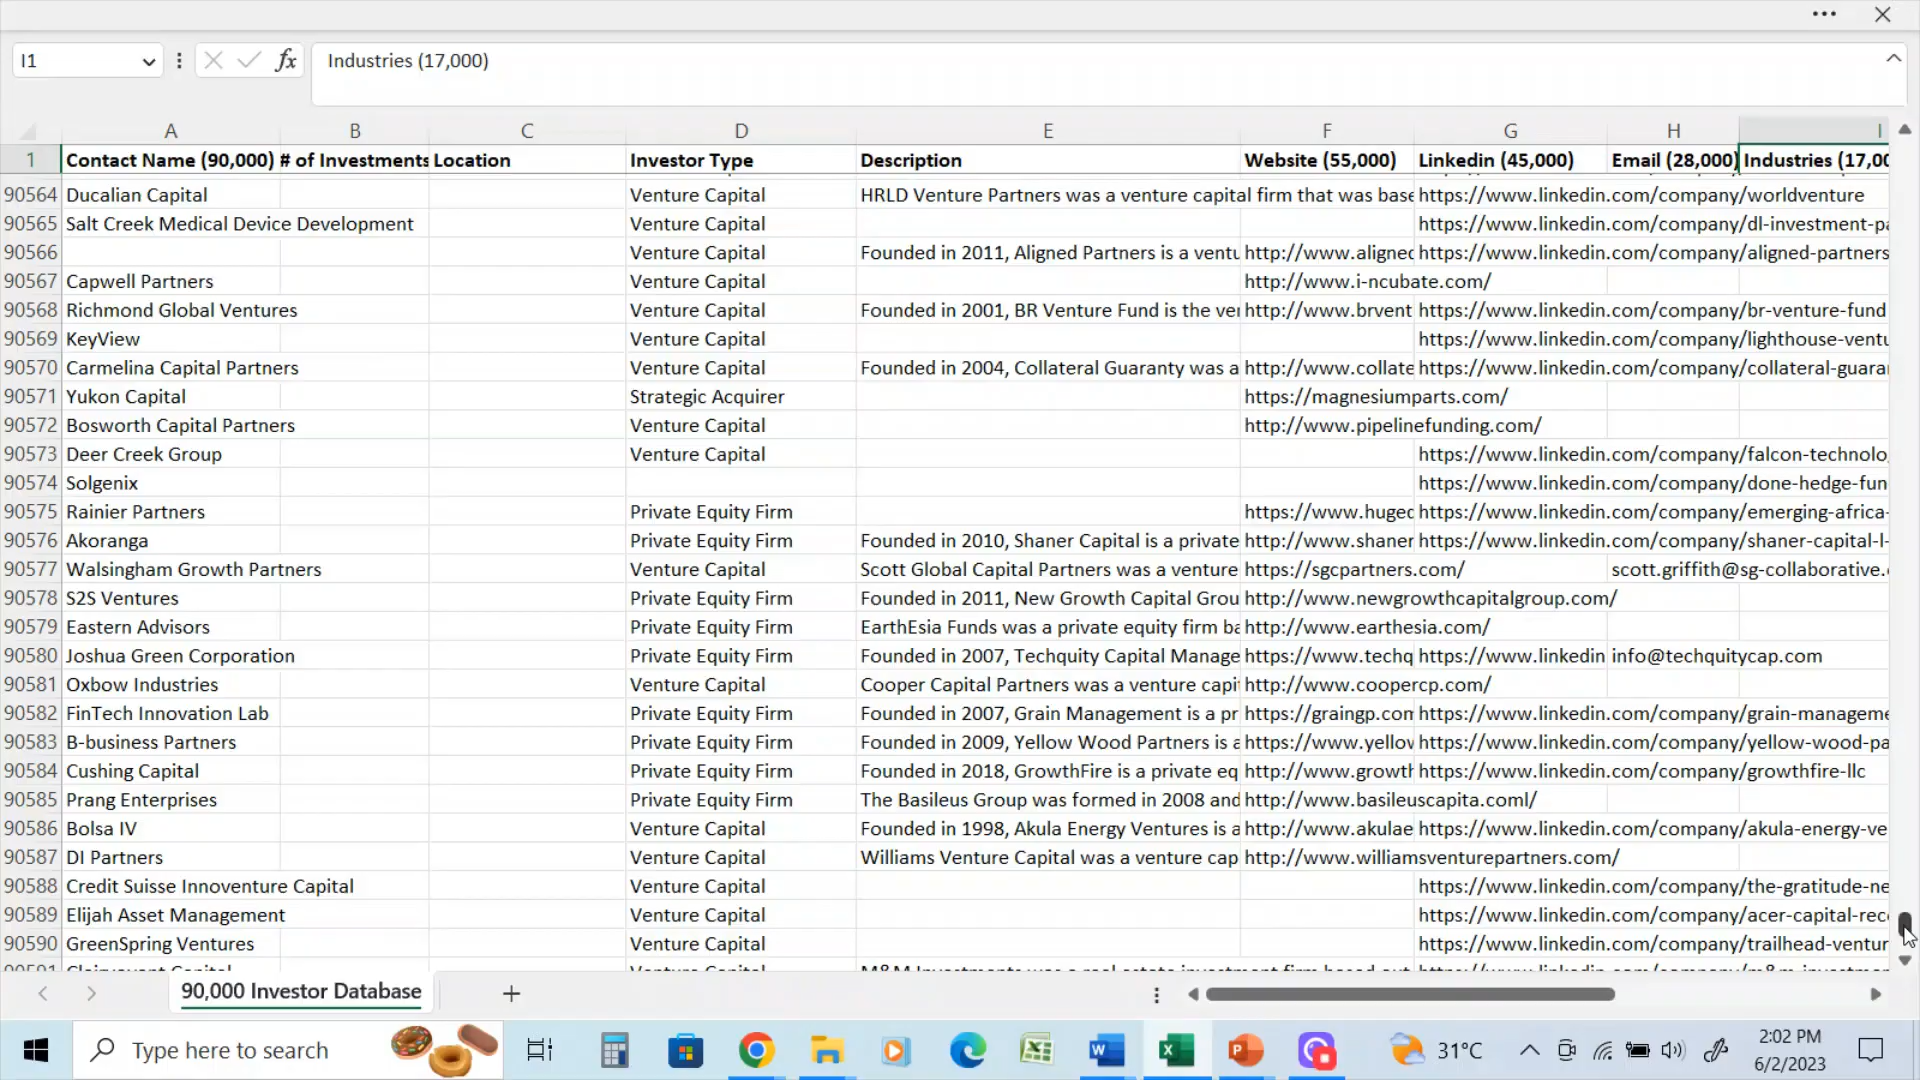 I1 fx Industries (17,000)
A B C D E F G H I
1 Contact Name (90,000) # of Investments Location Investor Type Description Website (55,000) Linkedin (45,000) Email (28,000) Industries (17,00
90564 Ducalian Capital Venture Capital HRLD Venture Partners was a venture capital firm that was base https://www.linkedin.com/company/worldventure
90565 Salt Creek Medical Device Development Venture Capital https://www.linkedin.com/company/dl-investment-pa
90566 Venture Capital Founded in 2011, Aligned Partners is a ventu http://www.aligned https://www.linkedin.com/company/aligned-partners
90567 Capwell Partners Venture Capital http://www.i-ncubate.com/
90568 Richmond Global Ventures Venture Capital Founded in 2001, BR Venture Fund is the ver http://www.brvent https://www.linkedin.com/company/br-venture-fund
90569 KeyView Venture Capital https://www.linkedin.com/company/lighthouse-ventu
90570 Carmelina Capital Partners Venture Capital Founded in 2004, Collateral Guaranty was a http://www.collate https://www.linkedin.com/company/collateral-guarar
90571 Yukon Capital Strategic Acquirer https://magnesiumparts.com/
90572 Bosworth Capital Partners Venture Capital http://www.pipelinefunding.com/
90573 Deer Creek Group Venture Capital https://www.linkedin.com/company/falcon-technolo
90574 Solgenix https://www.linkedin.com/company/done-hedge-fun
90575 Rainier Partners Private Equity Firm https://www.huged https://www.linkedin.com/company/emerging-africa-
90576 Akoranga Private Equity Firm Founded in 2010, Shaner Capital is a private http://www.shaner https://www.linkedin.com/company/shaner-capital-l-
90577 Walsingham Growth Partners Venture Capital Scott Global Capital Partners was a venture https://sgcpartners.com/ scott.griffith@sg-collaborative.
90578 S2S Ventures Private Equity Firm Founded in 2011, New Growth Capital Grou http://www.newgrowthcapitalgroup.com/
90579 Eastern Advisors Private Equity Firm EarthEsia Funds was a private equity firm ba http://www.earthesia.com/
90580 Joshua Green Corporation Private Equity Firm Founded in 2007, Techquity Capital Manage https://www.techq https://www.linkedin info@techquitycap.com
90581 Oxbow Industries Venture Capital Cooper Capital Partners was a venture capi http://www.coopercp.com/
90582 FinTech Innovation Lab Private Equity Firm Founded in 2007, Grain Management is a pr https://graingp.com https://www.linkedin.com/company/grain-manageme
90583 B-business Partners Private Equity Firm Founded in 2009, Yellow Wood Partners is a https://www.yellov https://www.linkedin.com/company/yellow-wood-pa
90584 Cushing Capital Private Equity Firm Founded in 2018, GrowthFire is a private eq http://www.growth https://www.linkedin.com/company/growthfire-llc
90585 Prang Enterprises Private Equity Firm The Basileus Group was formed in 2008 and http://www.basileuscapita.coml/
90586 Bolsa IV Venture Capital Founded in 1998, Akula Energy Ventures is a http://www.akulae https://www.linkedin.com/company/akula-energy-ve
90587 DI Partners Venture Capital Williams Venture Capital was a venture cap http://www.williamsventurepartners.com/
90588 Credit Suisse Innoventure Capital Venture Capital https://www.linkedin.com/company/the-gratitude-ne
90589 Elijah Asset Management Venture Capital https://www.linkedin.com/company/acer-capital-rec
90590 GreenSpring Ventures Venture Capital https://www.linkedin.com/company/trailhead-ventur
90,000 Investor Database
Type here to search 31°C 2:02 PM
6/2/2023